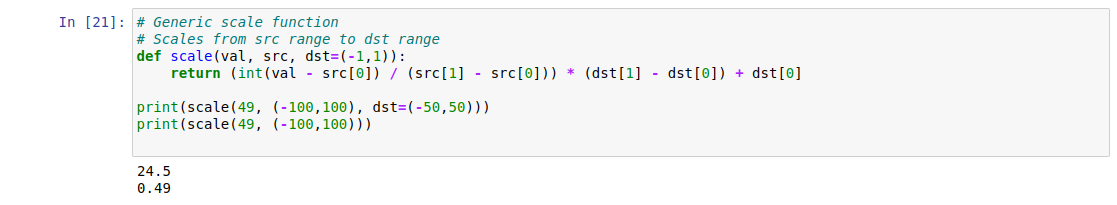 In [21]: # Generic scale function
# Scales from src range to dst range
def scale(val, src, dst=(-1,1)):
    return (int(val - src[0]) / (src[1] - src[0])) * (dst[1] - dst[0]) + dst[0]
print(scale(49, (-100,100), dst=(-50,50)))
print(scale(49, (-100,100)))
24.5
0.49